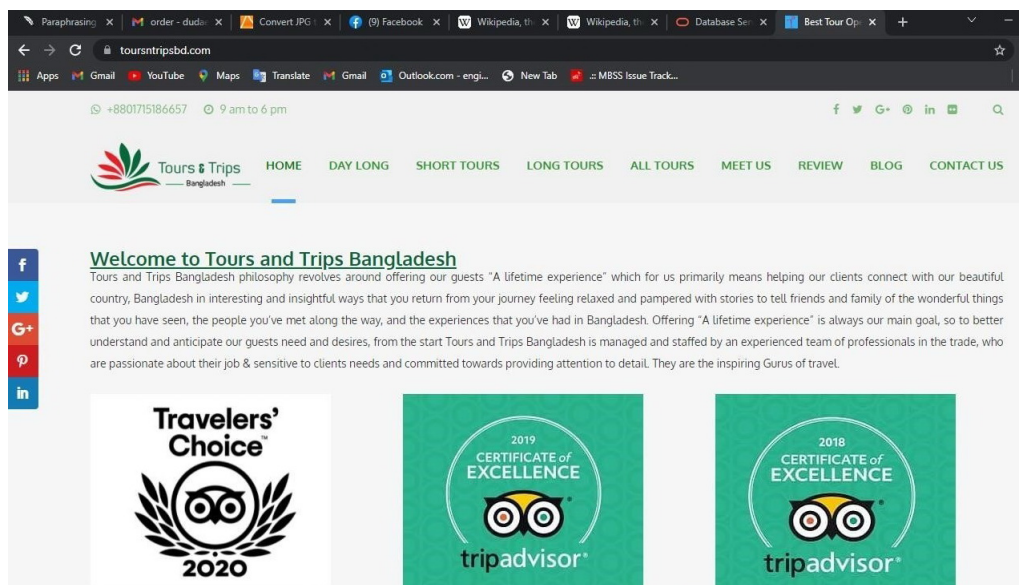 Paraphrasing
order - duda
Convert JPG t
(9) Facebook
Wikipedia, th
Wikipedia, th
Database Ser
Best Tour Op
toursntripsbd.com
Apps Gmail YouTube Maps Translate Gmail Outlook.com - engi... New Tab .:: MBSS Issue Track...
+8801715186657 9 am to 6 pm
Tours & Trips
Bangladesh
HOME DAY LONG SHORT TOURS LONG TOURS ALL TOURS MEET US REVIEW BLOG CONTACT US
Welcome to Tours and Trips Bangladesh
Tours and Trips Bangladesh philosophy revolves around offering our guests “A lifetime experience” which for us primarily means helping our clients connect with our beautiful
country, Bangladesh in interesting and insightful ways that you return from your journey feeling relaxed and pampered with stories to tell friends and family of the wonderful things
that you have seen, the people you’ve met along the way, and the experiences that you’ve had in Bangladesh. Offering “A lifetime experience” is always our main goal, so to better
understand and anticipate our guests need and desires, from the start Tours and Trips Bangladesh is managed and staffed by an experienced team of professionals in the trade, who
are passionate about their job & sensitive to clients needs and committed towards providing attention to detail. They are the inspiring Gurus of travel.
Travelers’
Choice™
2020
2019
CERTIFICATE of
EXCELLENCE
tripadvisor®
2018
CERTIFICATE of
EXCELLENCE
tripadvisor®